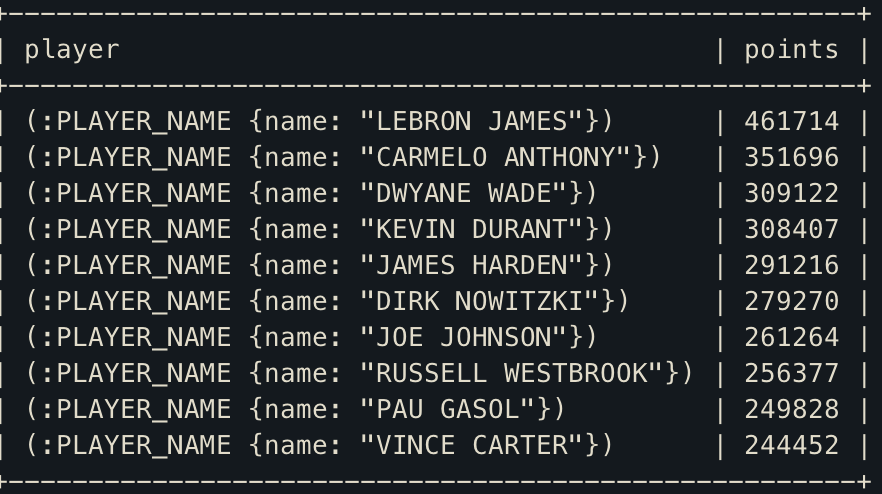 +-----------------------------------------------------+
| player                                     | points |
+-----------------------------------------------------+
| (:PLAYER_NAME {name: "LEBRON JAMES"})      | 461714 |
| (:PLAYER_NAME {name: "CARMELO ANTHONY"})   | 351696 |
| (:PLAYER_NAME {name: "DWYANE WADE"})       | 309122 |
| (:PLAYER_NAME {name: "KEVIN DURANT"})      | 308407 |
| (:PLAYER_NAME {name: "JAMES HARDEN"})      | 291216 |
| (:PLAYER_NAME {name: "DIRK NOWITZKI"})     | 279270 |
| (:PLAYER_NAME {name: "JOE JOHNSON"})       | 261264 |
| (:PLAYER_NAME {name: "RUSSELL WESTBROOK"}) | 256377 |
| (:PLAYER_NAME {name: "PAU GASOL"})         | 249828 |
| (:PLAYER_NAME {name: "VINCE CARTER"})      | 244452 |
+-----------------------------------------------------+